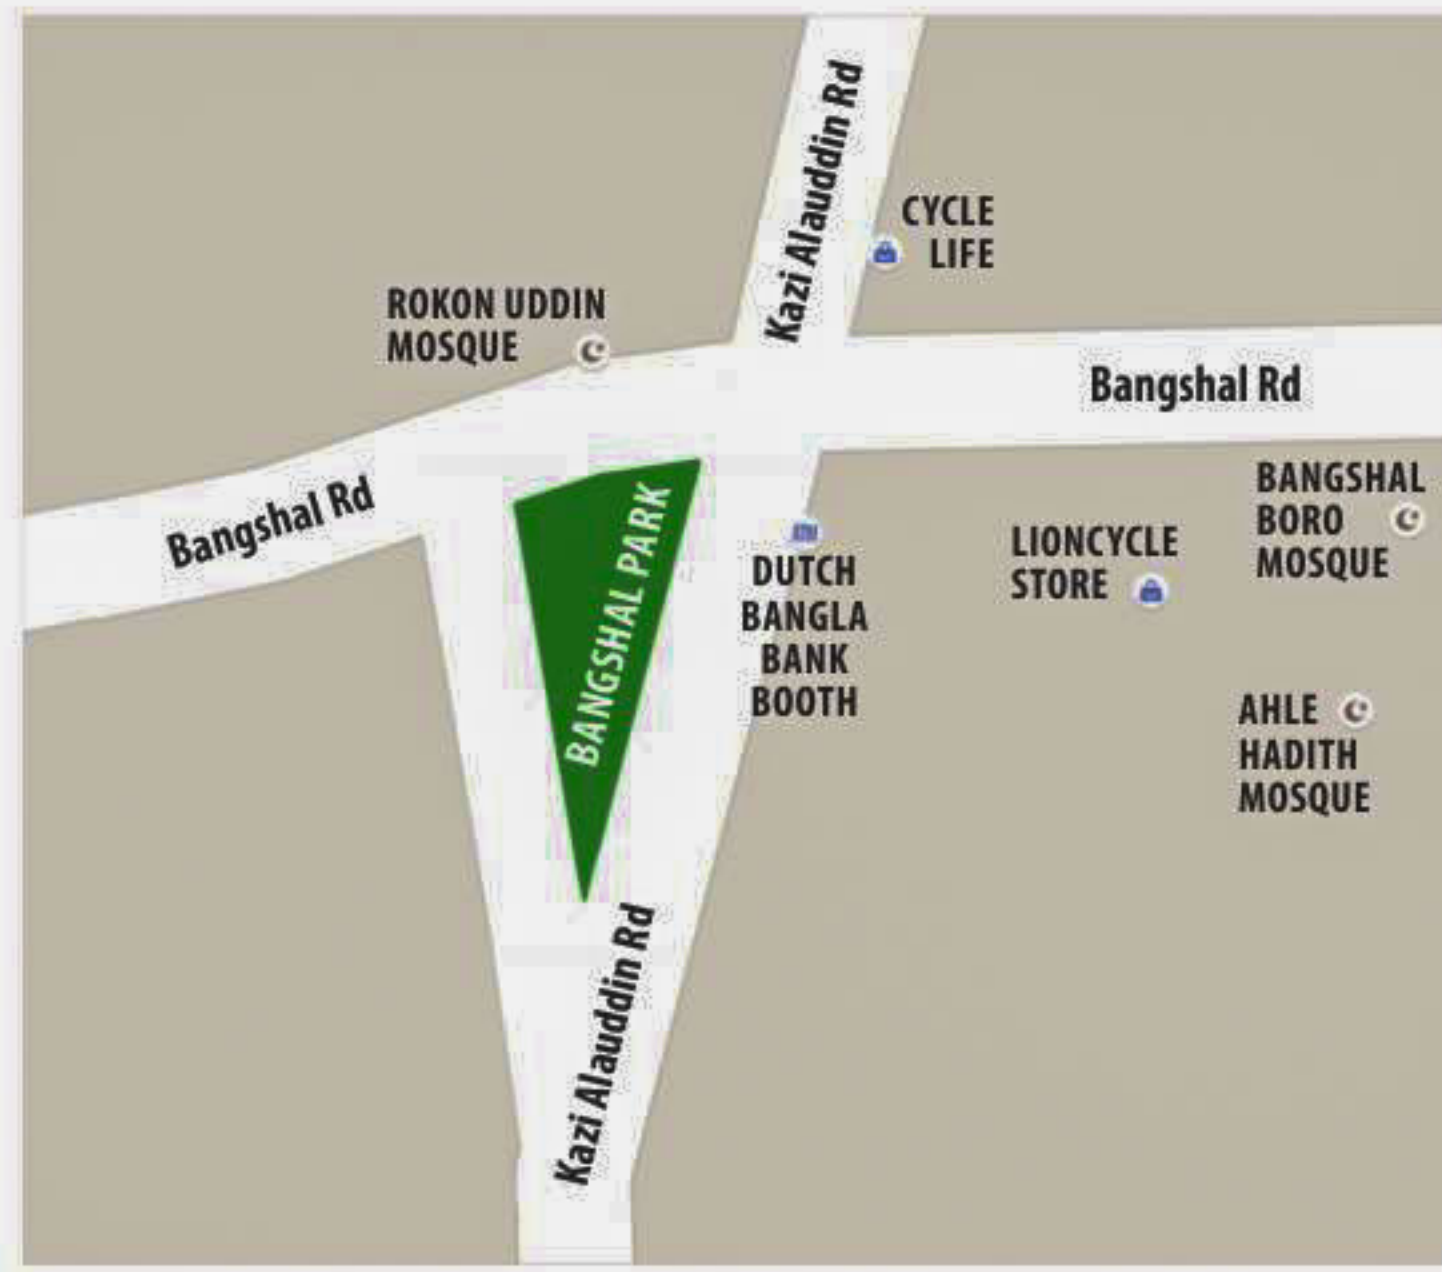 Kazi Alauddin Rd
CYCLE
LIFE
ROKON UDDIN
MOSQUE
Bangshal Rd
Bangshal Rd
BANGSHAL PARK
DUTCH
BANGLA
BANK
BOOTH
LIONCYCLE
STORE
BANGSHAL
BORO
MOSQUE
AHLE
HADITH
MOSQUE
Kazi Alauddin Rd